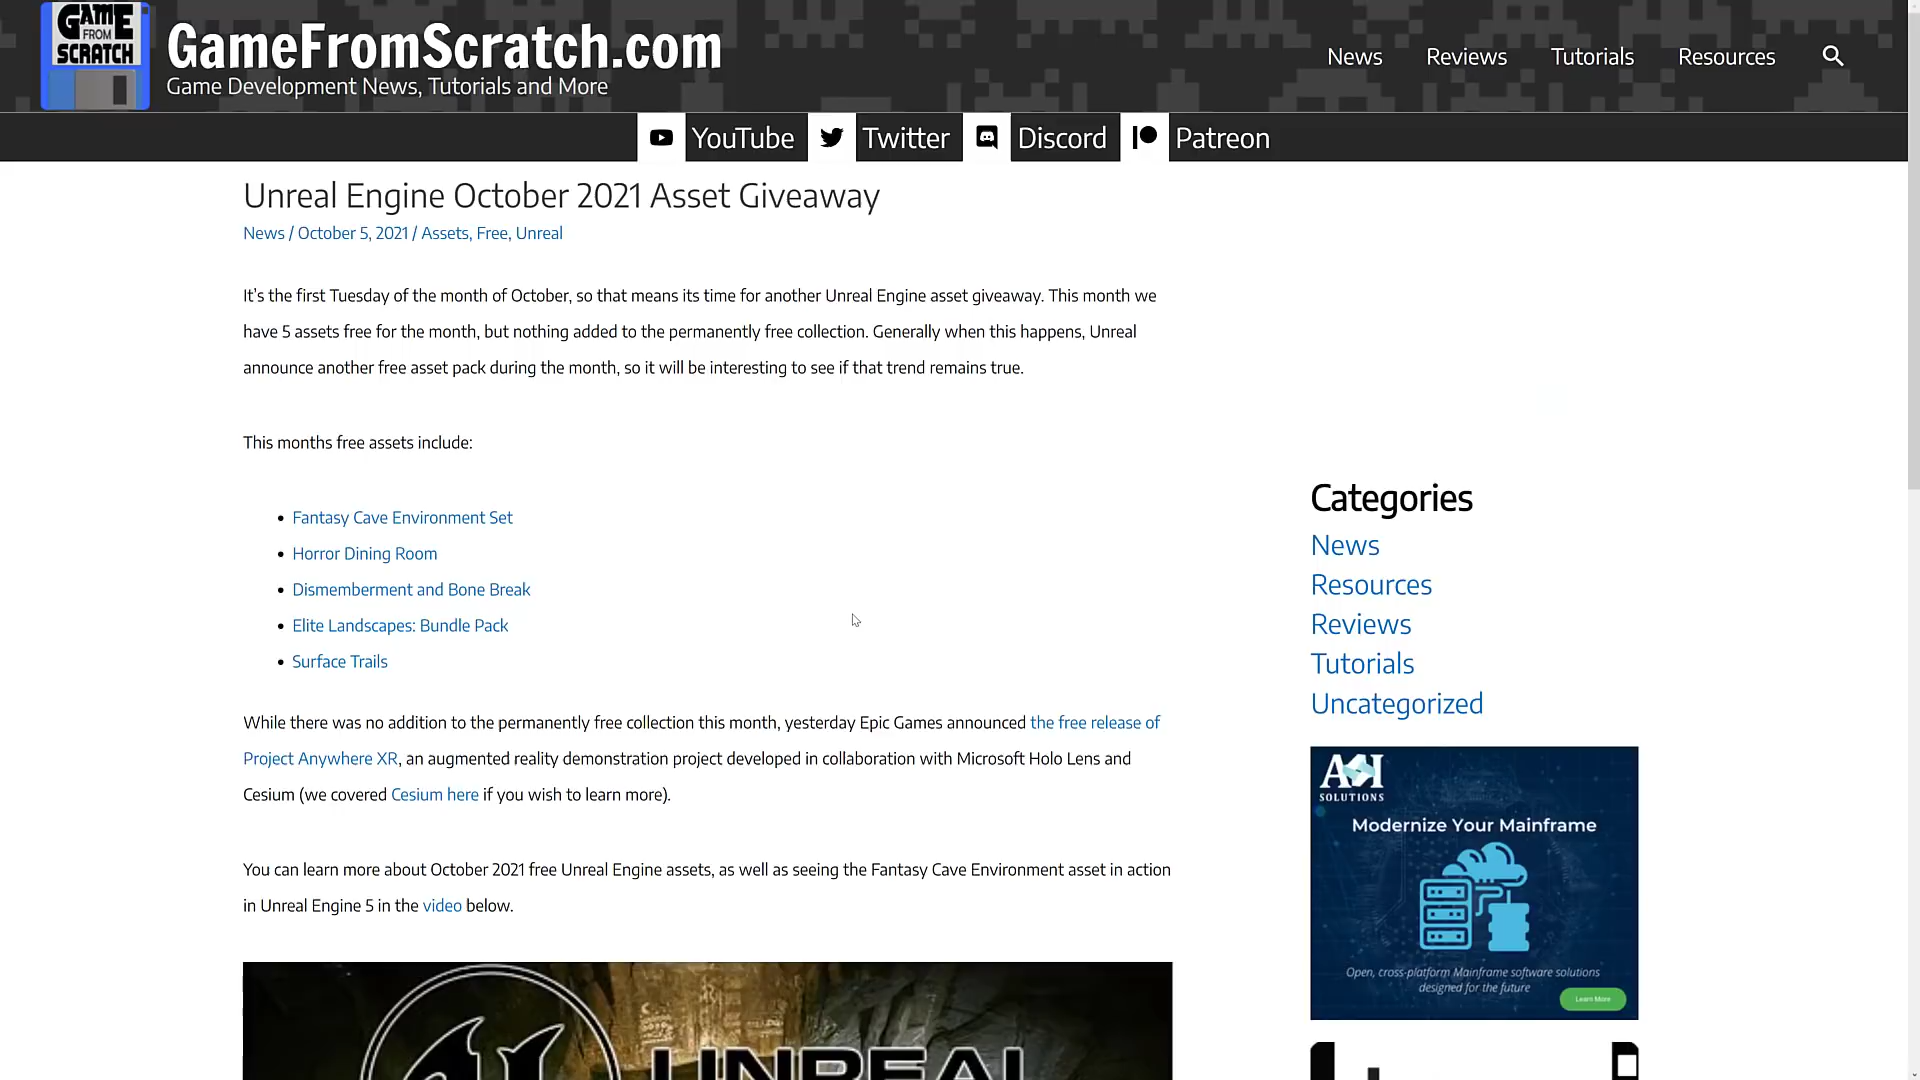 GAME
FROM
SCRATCH
GameFromScratch.com
Game Development News, Tutorials and More
News
Reviews
Tutorials
Resources
YouTube
Twitter
Discord
Patreon
Unreal Engine October 2021 Asset Giveaway
News / October 5, 2021 / Assets, Free, Unreal
It's the first Tuesday of the month of October, so that means its time for another Unreal Engine asset giveaway. This month we
have 5 assets free for the month, but nothing added to the permanently free collection. Generally when this happens, Unreal
announce another free asset pack during the month, so it will be interesting to see if that trend remains true.
This months free assets include:
Fantasy Cave Environment Set
Horror Dining Room
Dismemberment and Bone Break
Elite Landscapes: Bundle Pack
Surface Trails
While there was no addition to the permanently free collection this month, yesterday Epic Games announced the free release of
Project Anywhere XR, an augmented reality demonstration project developed in collaboration with Microsoft Holo Lens and
Cesium (we covered Cesium here if you wish to learn more).
You can learn more about October 2021 free Unreal Engine assets, as well as seeing the Fantasy Cave Environment asset in action
in Unreal Engine 5 in the video below.
UNREAL
Categories
News
Resources
Reviews
Tutorials
Uncategorized
SOLUTIONS
Modernize Your Mainframe
Open, cross-platform Mainframe software solutions
designed for the future
Learn More